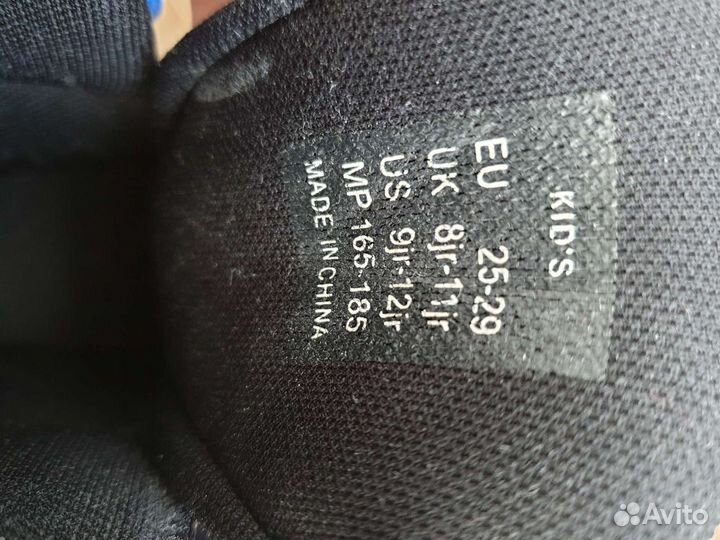 KID'S
EU 25-29
UK 8jr-11jr
US 9jr-12jr
MP 165-185
MADE IN CHINA
Avito